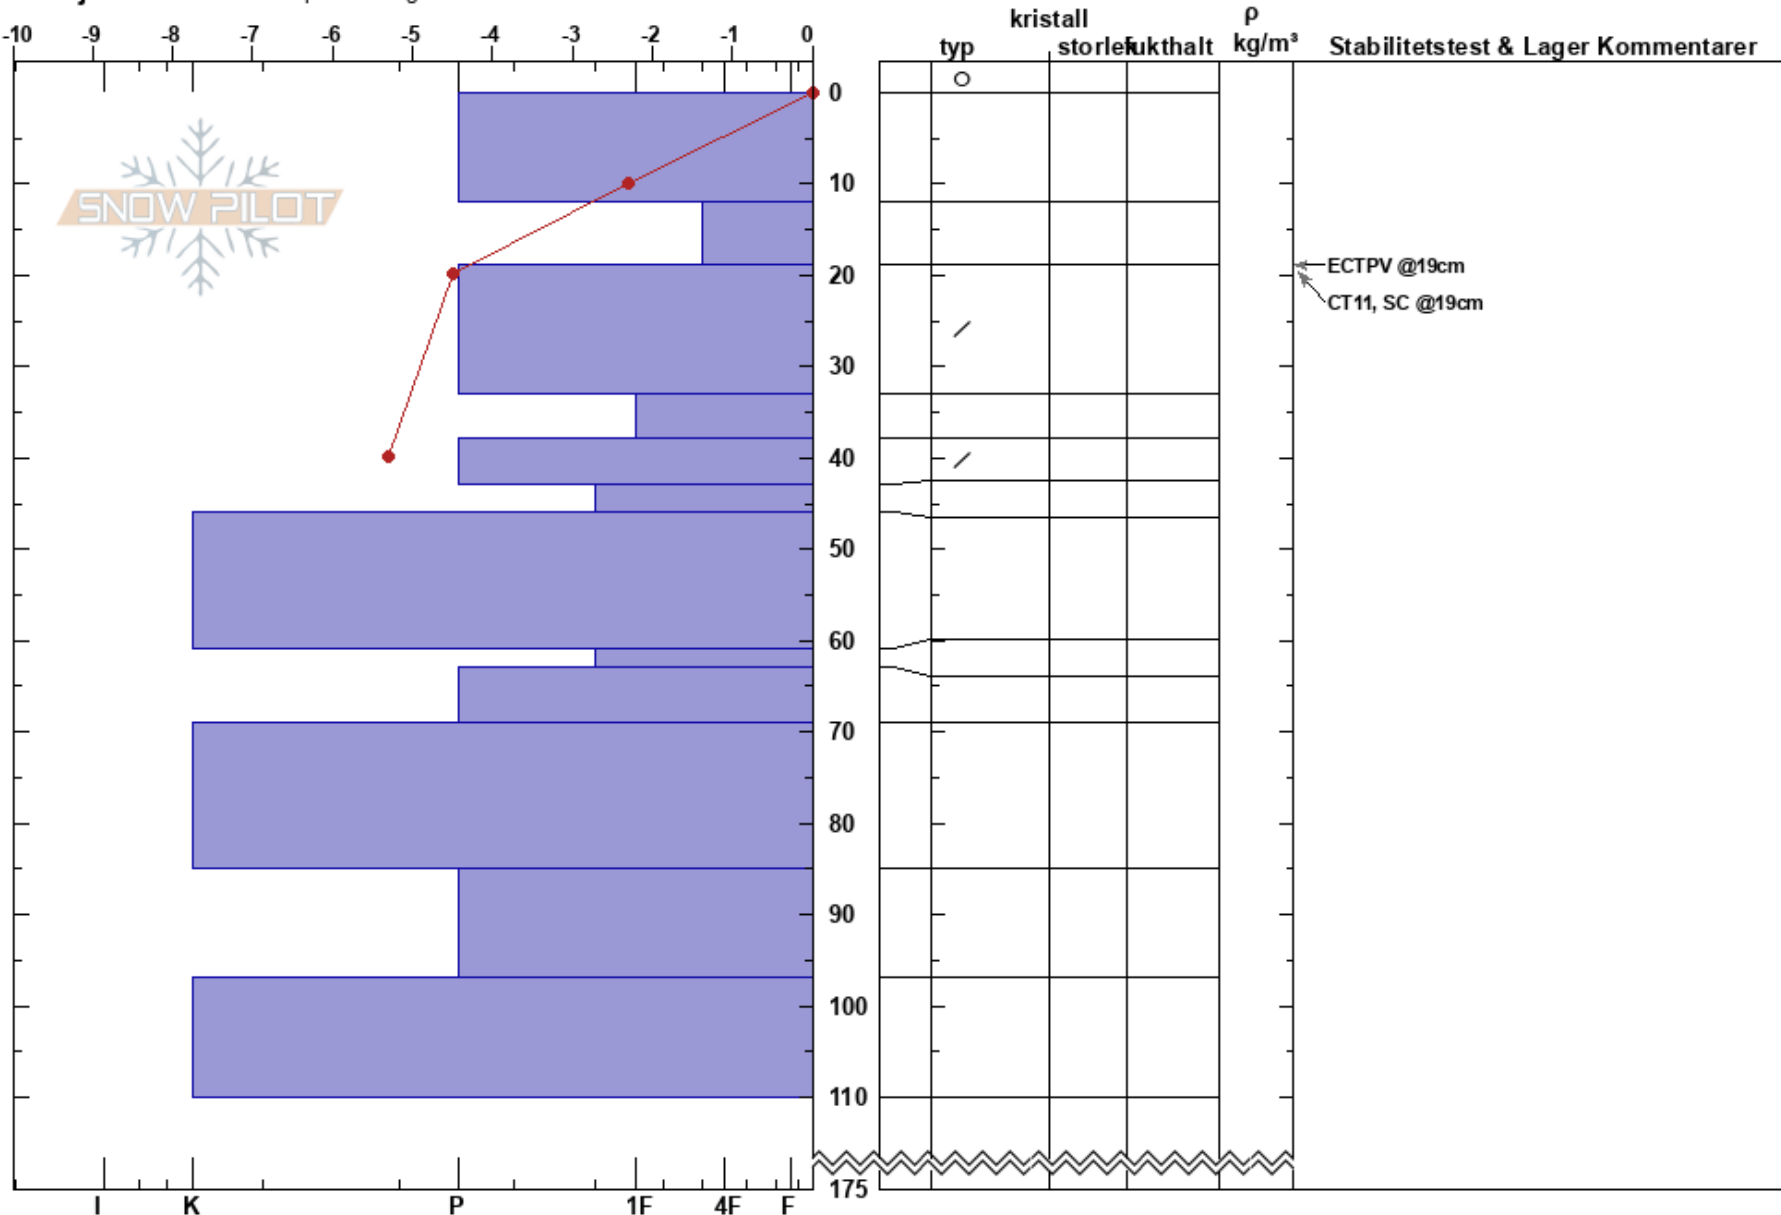 kristall
ρ
-10 -9 -8 -7 -6 -5 -4 -3 -2 -1 0
typ storlek fukthalt kg/m³ Stabilitetstest & Lager Kommentarer
0
SNOW PILOT
10
ECTPV @19cm
20
CT11, SC @19cm
30
40
50
60
70
80
90
100
110
175
I K P 1F 4F F